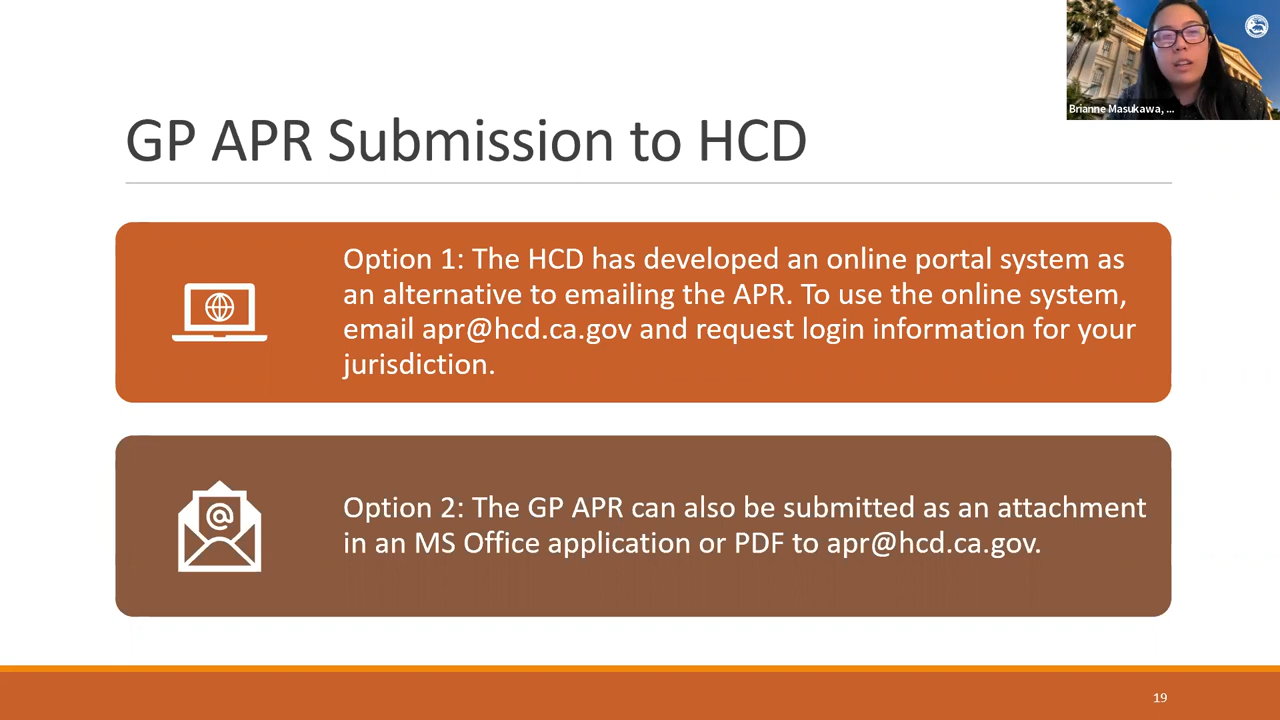 Brianne Masukawa, ...
GP APR Submission to HCD
Option 1: The HCD has developed an online portal system as
an alternative to emailing the APR. To use the online system,
email apr@hcd.ca.gov and request login information for your
jurisdiction.
@
Option 2: The GP APR can also be submitted as an attachment
in an MS Office application or PDF to apr@hcd.ca.gov.
19